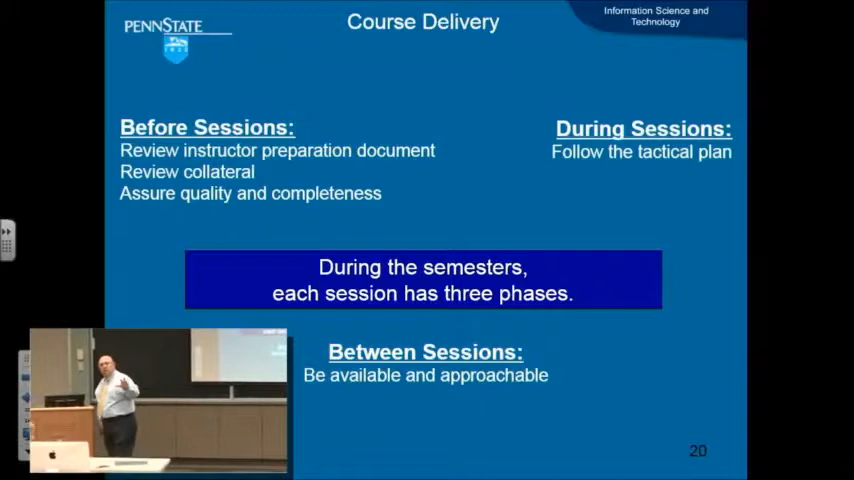 PENNSTATE
1855
Course Delivery
Information Science and
Technology
Before Sessions:
Review instructor preparation document
Review collateral
Assure quality and completeness
During Sessions:
Follow the tactical plan
During the semesters,
each session has three phases.
Between Sessions:
Be available and approachable
20